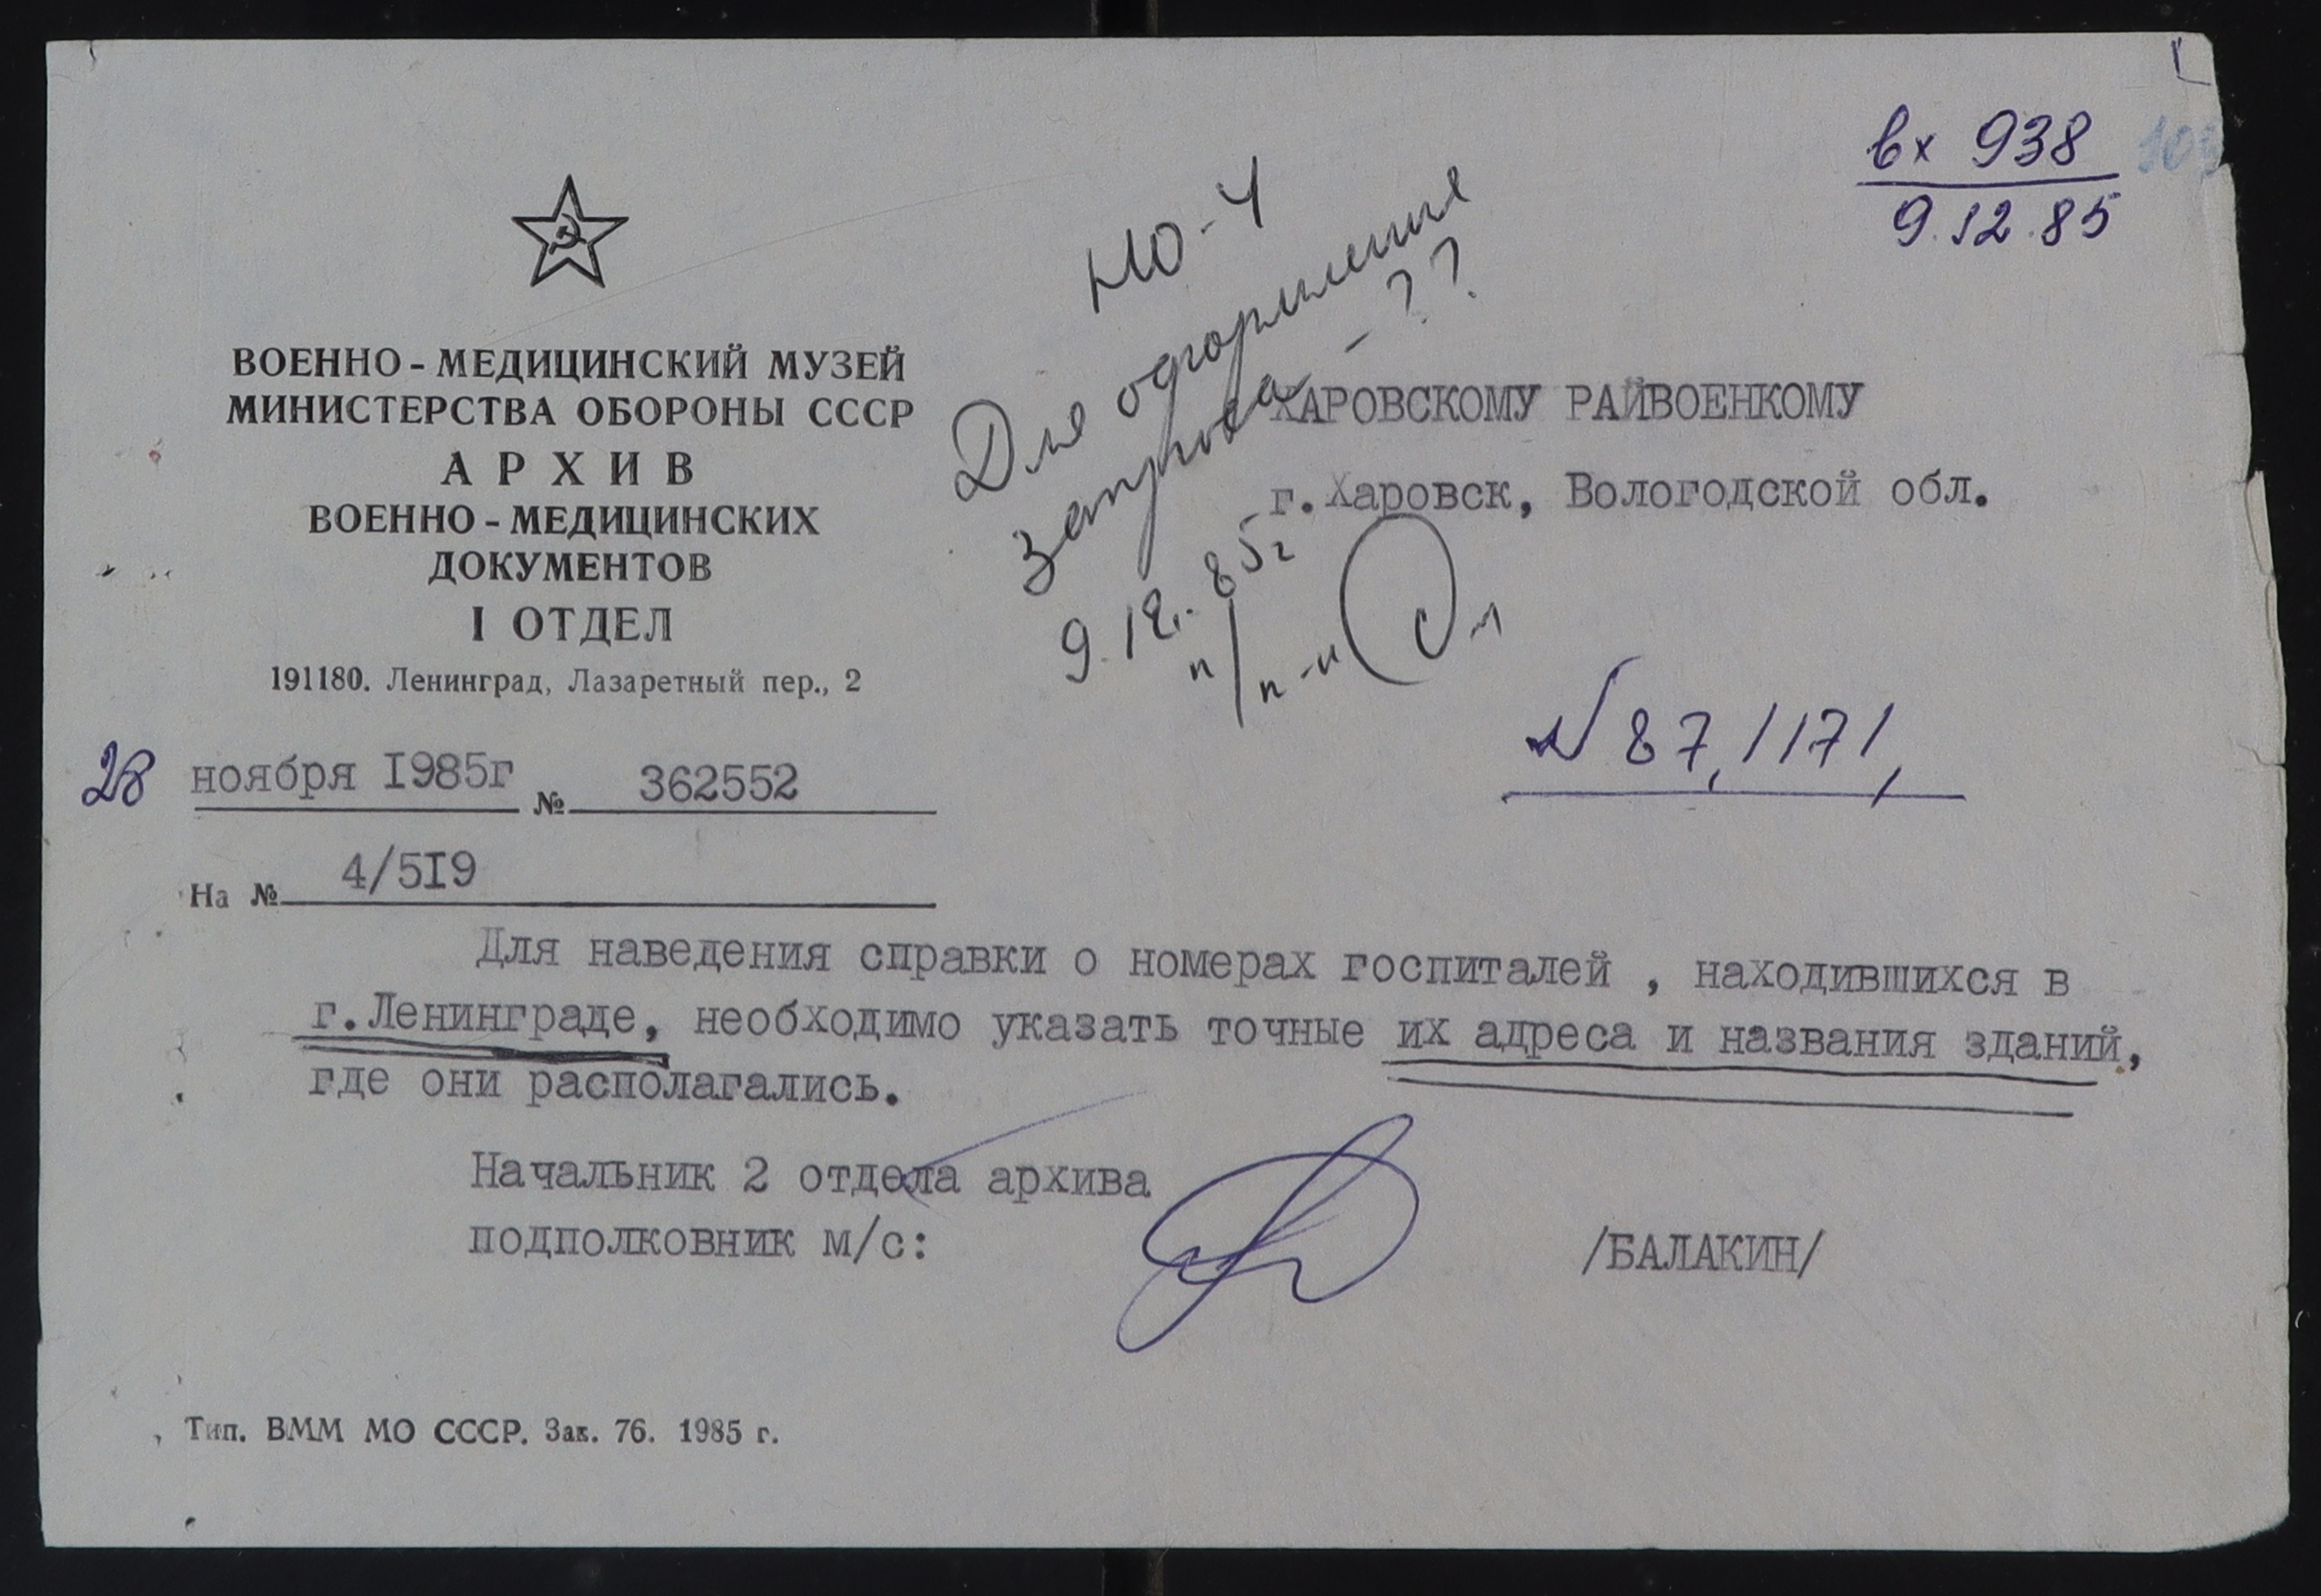 вх 938
9.12.85
НО-4
Для оформления
запроса - ??
9.12.85г
п/п-к
ВОЕННО - МЕДИЦИНСКИЙ МУЗЕЙ
МИНИСТЕРСТВА ОБОРОНЫ СССР
АРХИВ
ВОЕННО - МЕДИЦИНСКИХ
ДОКУМЕНТОВ
I ОТДЕЛ
191180. Ленинград, Лазаретный пер., 2
ХАРОВСКОМУ РАЙВОЕНКОМУ
г.Харовск, Вологодской обл.
28 ноября I985г № 362552
№ 87,1171,
На № 4/5I9
Для наведения справки о номерах госпиталей , находившихся в
г.Ленинграде, необходимо указать точные их адреса и названия зданий,
где они располагались.
Начальник 2 отдела архива
подполковник м/с: /БАЛАКИН/
Тип. ВММ МО СССР. Зак. 76. 1985 г.